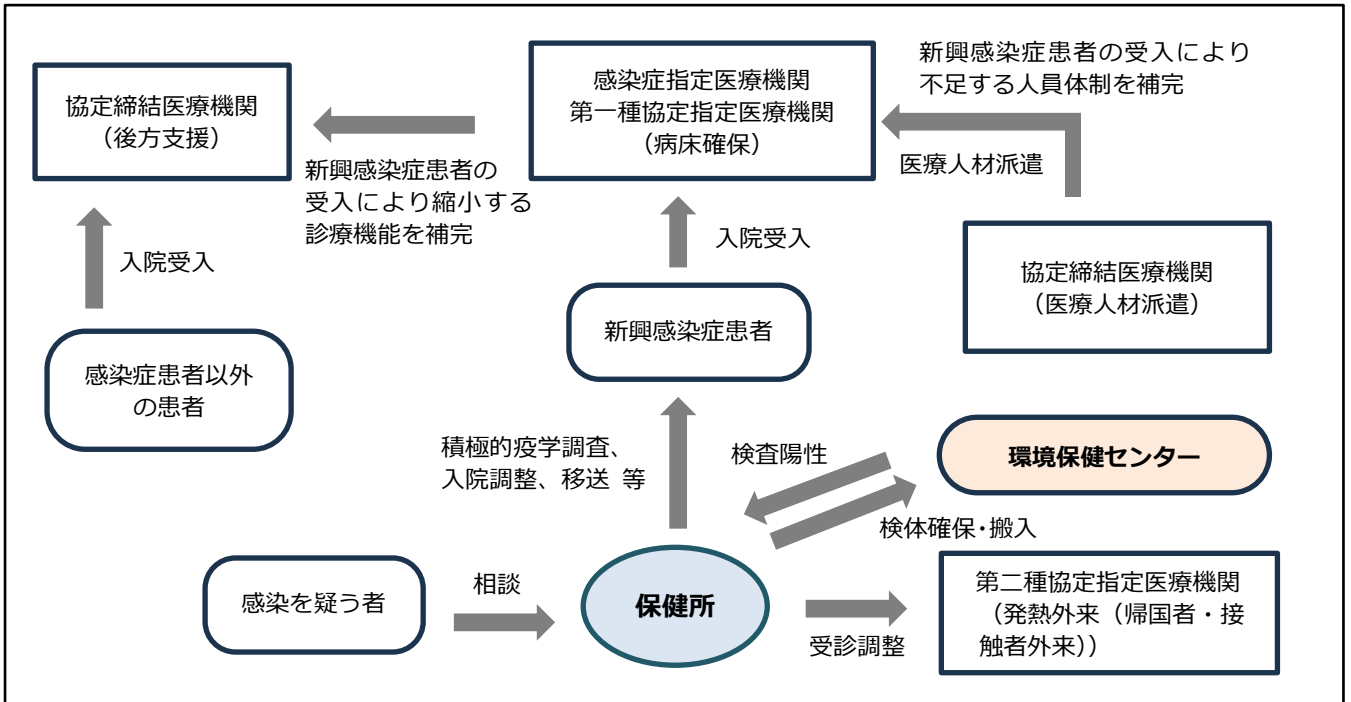 協定締結医療機関
（後方支援）
感染症指定医療機関
第一種協定指定医療機関
（病床確保）
新興感染症患者の受入により
不足する人員体制を補完
医療人材派遣
新興感染症患者の
受入により縮小する
診療機能を補完
入院受入
入院受入
協定締結医療機関
（医療人材派遣）
新興感染症患者
感染症患者以外
の患者
積極的疫学調査、
入院調整、移送 等
検査陽性
環境保健センター
検体確保・搬入
感染を疑う者
相談
保健所
受診調整
第二種協定指定医療機関
（発熱外来（帰国者・接
触者外来））